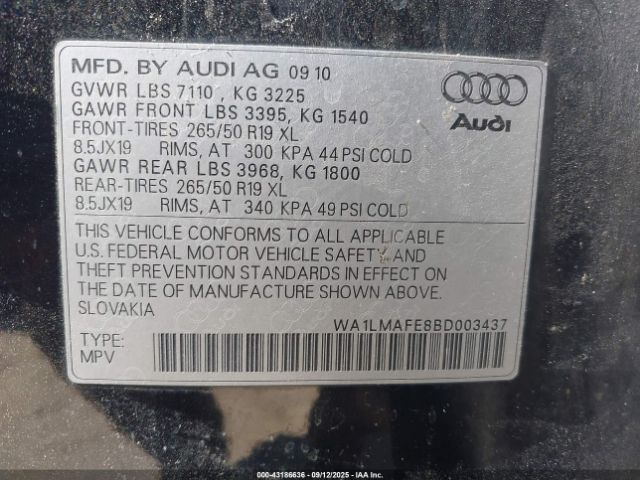 MFD. BY AUDI AG 09 10
GVWR LBS 7110, KG 3225
GAWR FRONT LBS 3395, KG 1540
FRONT-TIRES 265/50 R19 XL
8.5JX19 RIMS, AT 300 KPA 44 PSI COLD
GAWR REAR LBS 3968, KG 1800
REAR-TIRES 265/50 R19 XL
8.5JX19 RIMS, AT 340 KPA 49 PSI COLD
Audi
THIS VEHICLE CONFORMS TO ALL APPLICABLE
U.S. FEDERAL MOTOR VEHICLE SAFETY AND
THEFT PREVENTION STANDARDS IN EFFECT ON
THE DATE OF MANUFACTURE SHOWN ABOVE.
SLOVAKIA
WA1LMAFE8BD003437
TYPE:
MPV
000-43186636 - 09/12/2025 - IAA LLC.